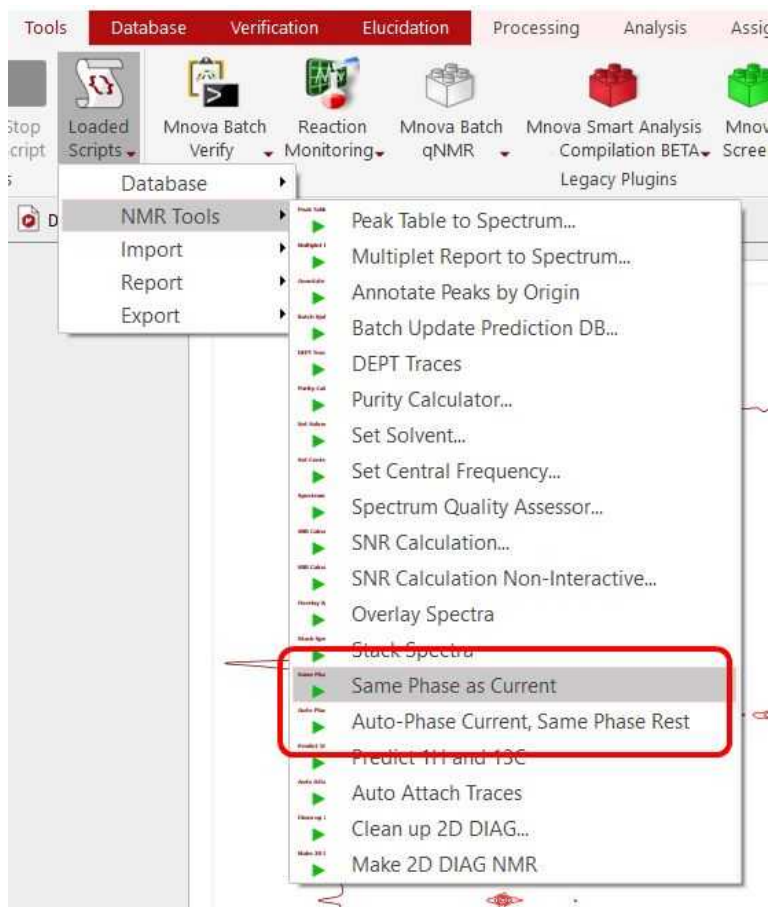 Tools Database Verification Elucidation Processing Analysis
Stop Loaded Mnova Batch Reaction Mnova Batch Mnova Smart Analysis
Scripts Verify Monitoring qNMR Compilation BETA
Legacy Plugins
Database
NMR Tools
Import
Report
Export
Peak Table to Spectrum...
Multiplet Report to Spectrum...
Annotate Peaks by Origin
Batch Update Prediction DB...
DEPT Traces
Purity Calculator...
Set Solvent...
Set Central Frequency...
Spectrum Quality Assessor...
SNR Calculation...
SNR Calculation Non-Interactive...
Overlay Spectra
Stack Spectra
Same Phase as Current
Auto-Phase Current, Same Phase Rest
Predict 1H and 13C
Auto Attach Traces
Clean up 2D DIAG...
Make 2D DIAG NMR